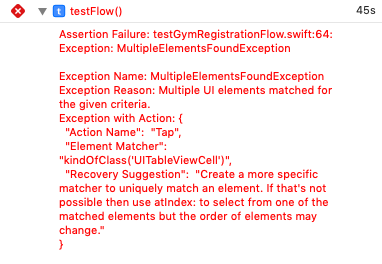 t testFlow() 45s
Assertion Failure: testGymRegistrationFlow.swift:64:
Exception: MultipleElementsFoundException
Exception Name: MultipleElementsFoundException
Exception Reason: Multiple UI elements matched for
the given criteria.
Exception with Action: {
"Action Name":  "Tap",
"Element Matcher":
"kindOfClass('UITableViewCell')",
"Recovery Suggestion":  "Create a more specific
matcher to uniquely match an element. If that's not
possible then use atIndex: to select from one of the
matched elements but the order of elements may
change."
}